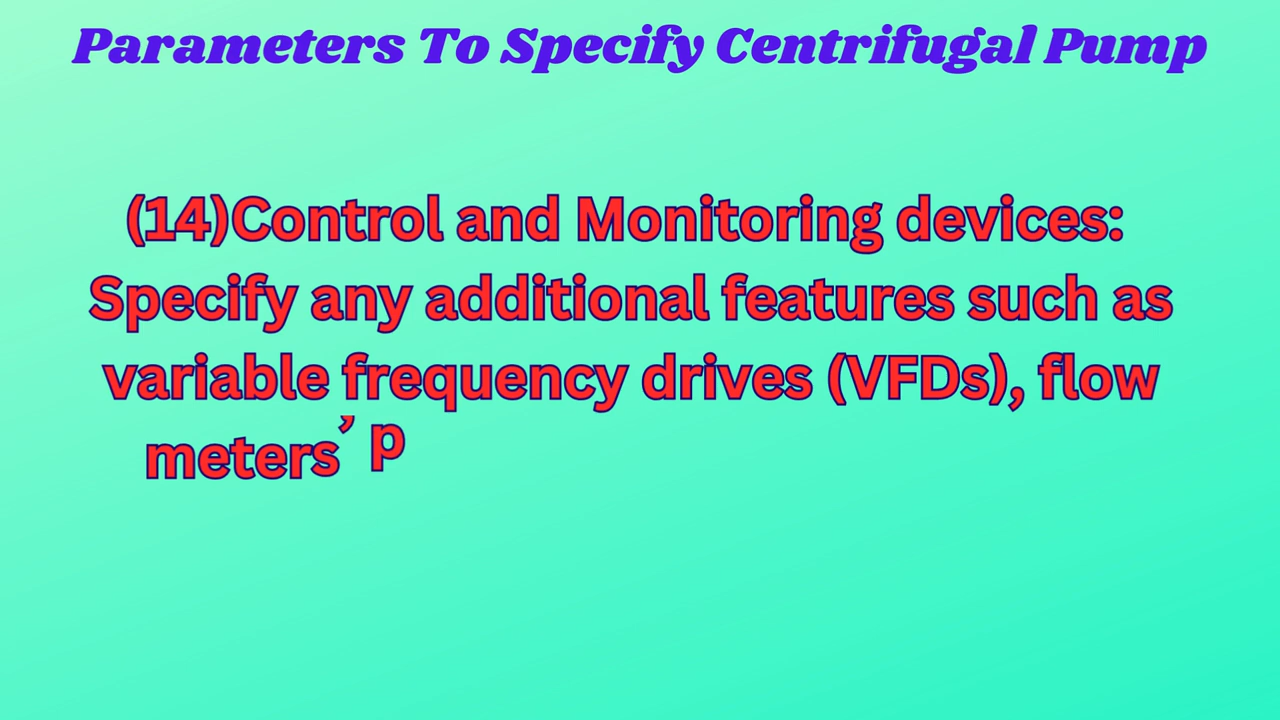 Parameters To Specify Centrifugal Pump
(14)Control and Monitoring devices:
Specify any additional features such as
variable frequency drives (VFDs), flow
meters, p